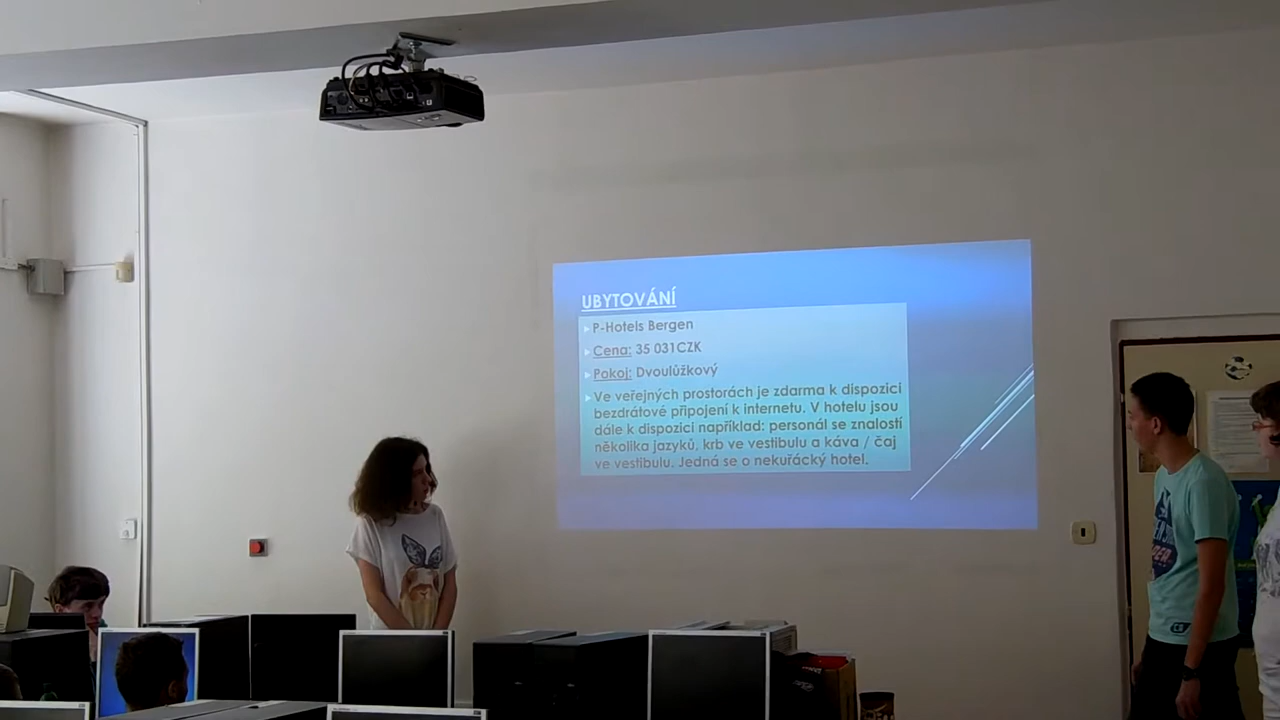 UBYTOVÁNÍ
P-Hotels Bergen
Cena: 35 031CZK
Pokoj: Dvoulůžkový
Ve veřejných prostorách je zdarma k dispozici
bezdrátové připojení k internetu. V hotelu jsou
dále k dispozici například: personál se znalostí
několika jazyků, krb ve vestibulu a káva / čaj
ve vestibulu. Jedná se o nekuřácký hotel.